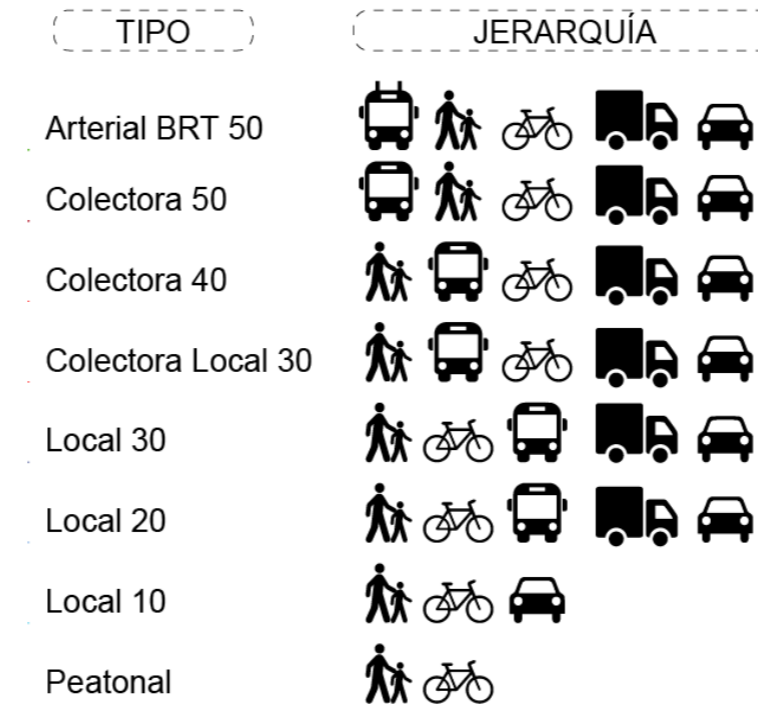 TIPO
JERARQUÍA
Arterial BRT 50
Colectora 50
Colectora 40
Colectora Local 30
Local 30
Local 20
Local 10
Peatonal